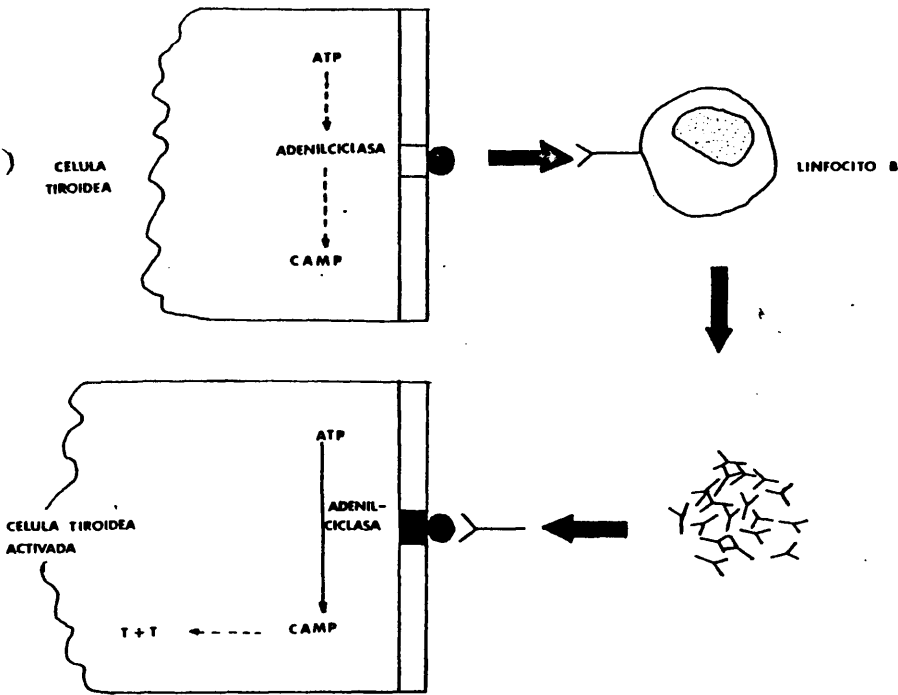 ATP
ADENILCICLASA
CELULA
TIROIDEA
LINFOCITO B
CAMP
ATP
ADENIL-
CICLASA
CELULA TIROIDEA
ACTIVADA
T + T
CAMP